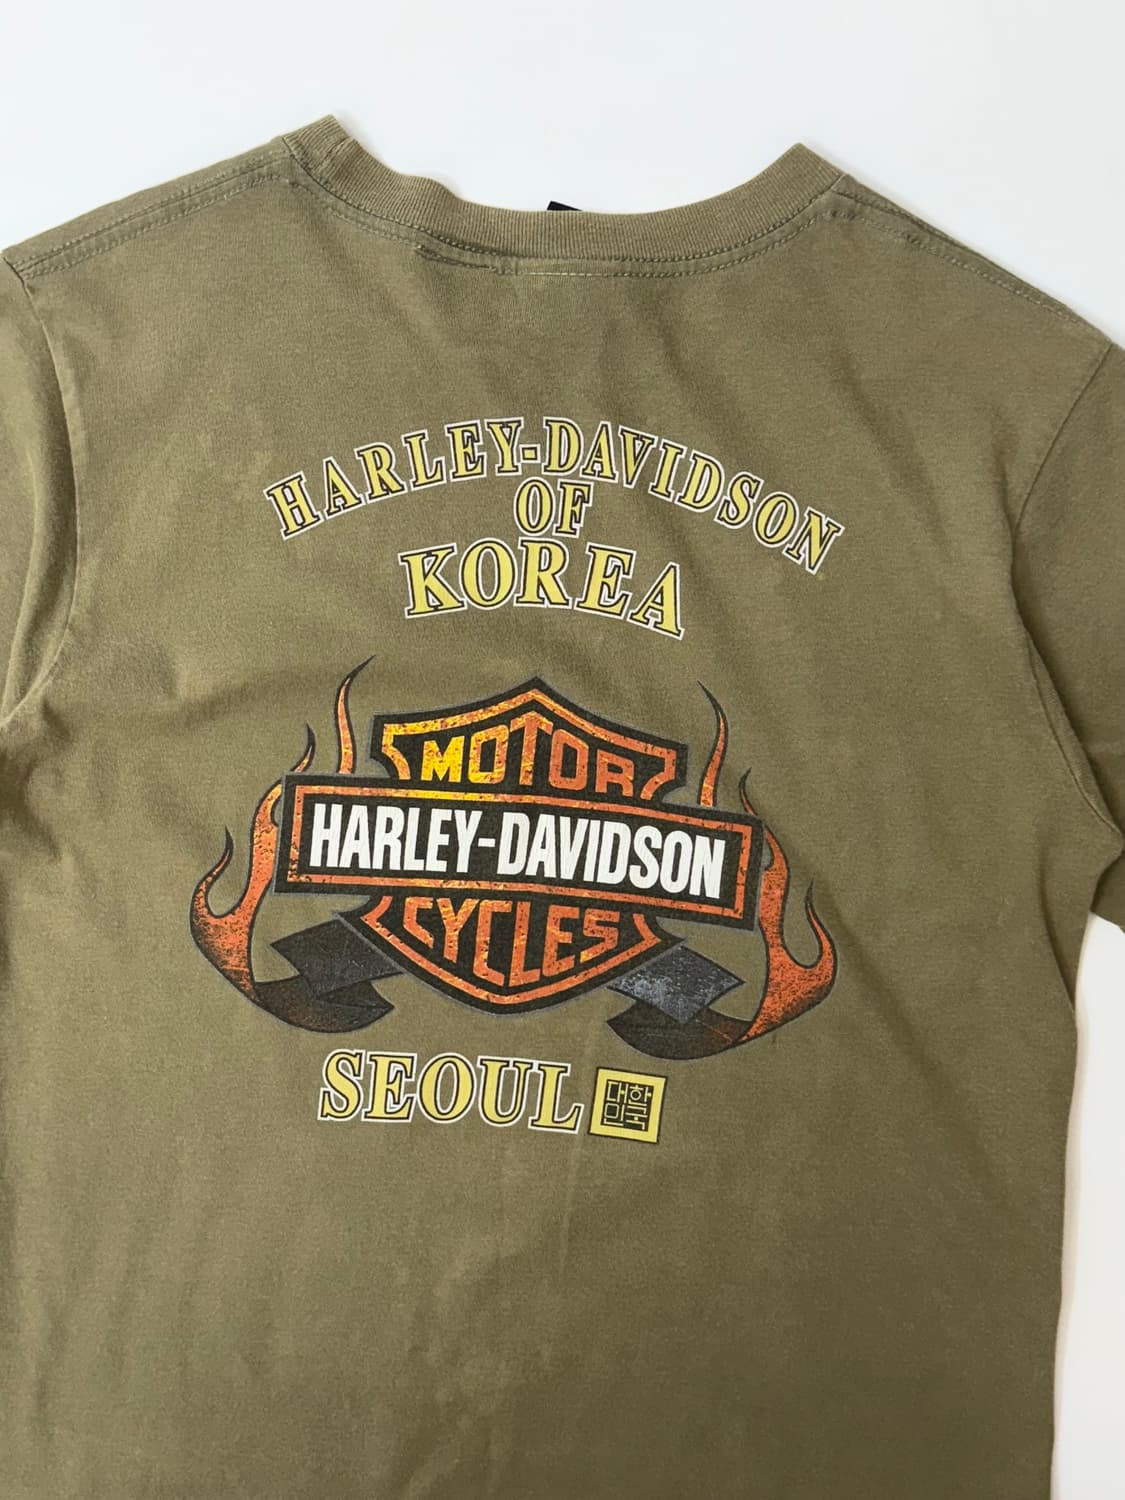 HARLEY-DAVIDSON
OF
KOREA
MOTOR
HARLEY-DAVIDSON
CYCLES
SEOUL
대한
민국